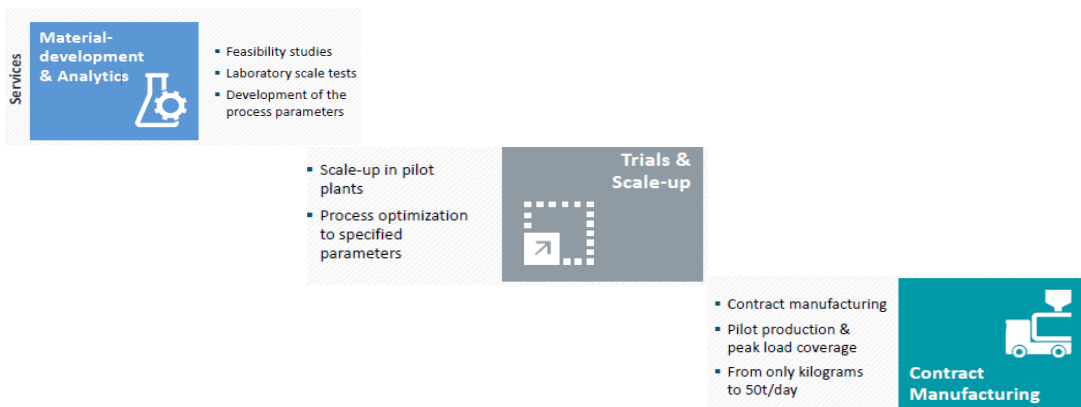 Services
Material-
development
& Analytics
▪ Feasibility studies
▪ Laboratory scale tests
▪ Development of the
process parameters
▪ Scale-up in pilot
plants
▪ Process optimization
to specified
parameters
Trials &
Scale-up
▪ Contract manufacturing
▪ Pilot production &
peak load coverage
▪ From only kilograms
to 50t/day
Contract
Manufacturing